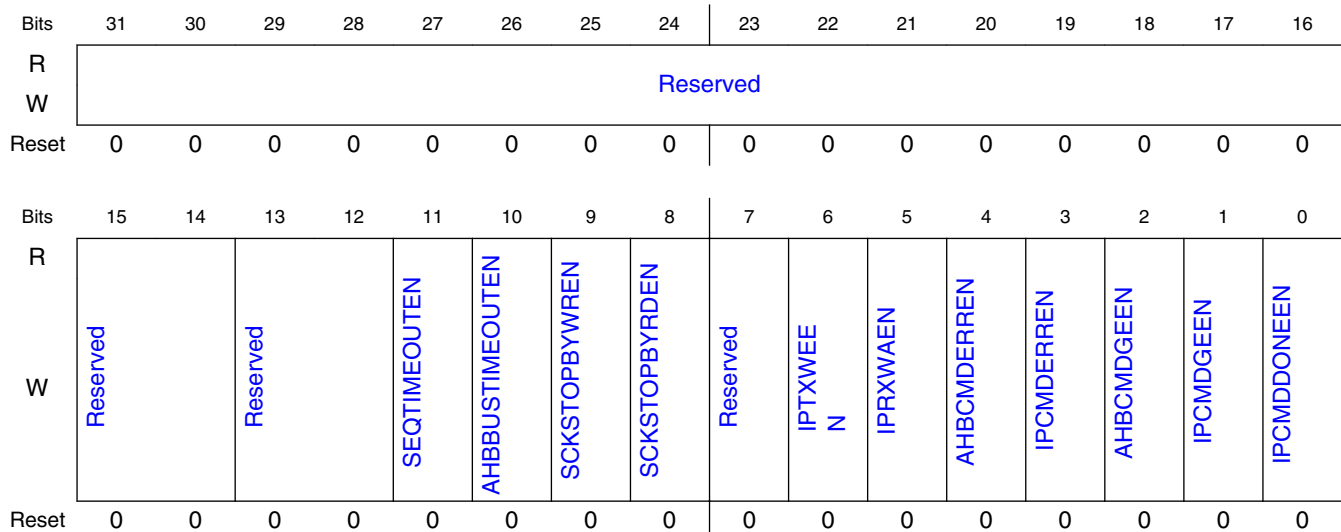 Bits 31 30 29 28 27 26 25 24 23 22 21 20 19 18 17 16
R
Reserved
W
Reset 0 0 0 0 0 0 0 0 0 0 0 0 0 0 0 0
Bits 15 14 13 12 11 10 9 8 7 6 5 4 3 2 1 0
R
W
Reserved
Reserved
SEQTIMEOUTEN
AHBBUSTIMEOUTEN
SCKSTOPBYWREN
SCKSTOPBYRDEN
Reserved
IPTXWEE
N
IPRXWAEN
AHBCMDERREN
IPCMDERREN
AHBCMDGEEN
IPCMDGEEN
IPCMDDONEEN
Reset 0 0 0 0 0 0 0 0 0 0 0 0 0 0 0 0